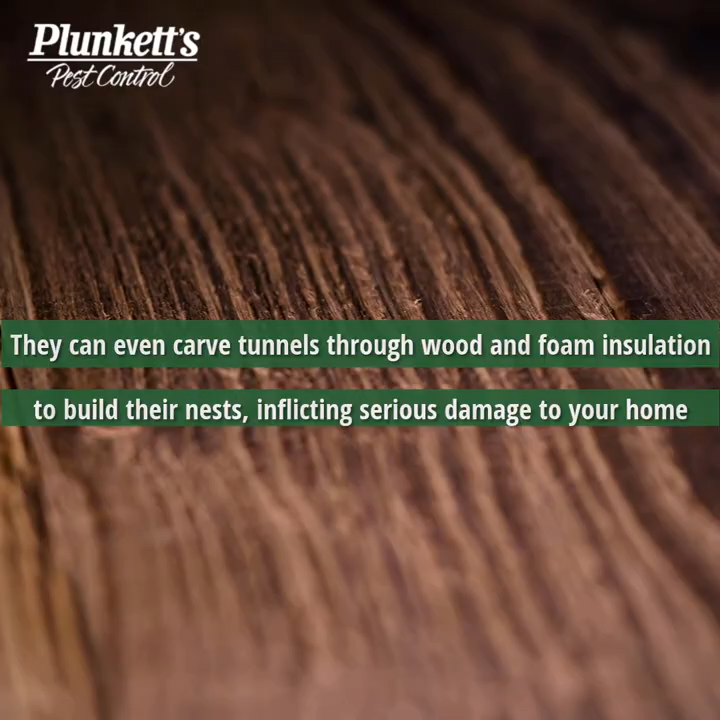 Plunkett's
Pest Control
They can even carve tunnels through wood and foam insulation
to build their nests, inflicting serious damage to your home